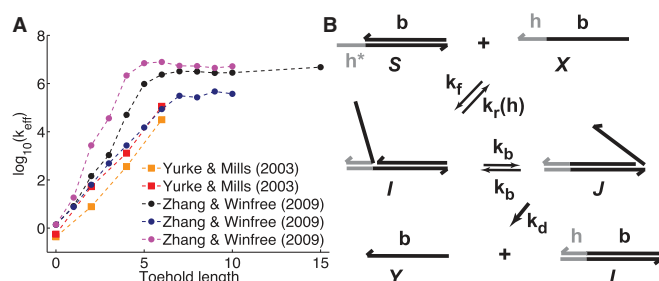 A
8
6
4
2
0
log10(keff)
0
5
10
15
Toehold length
Yurke & Mills (2003)
Yurke & Mills (2003)
Zhang & Winfree (2009)
Zhang & Winfree (2009)
Zhang & Winfree (2009)
B
b
h*
S
+
h b
X
kf
kr(h)
I
kb
kb
J
kd
b
Y
+
h b